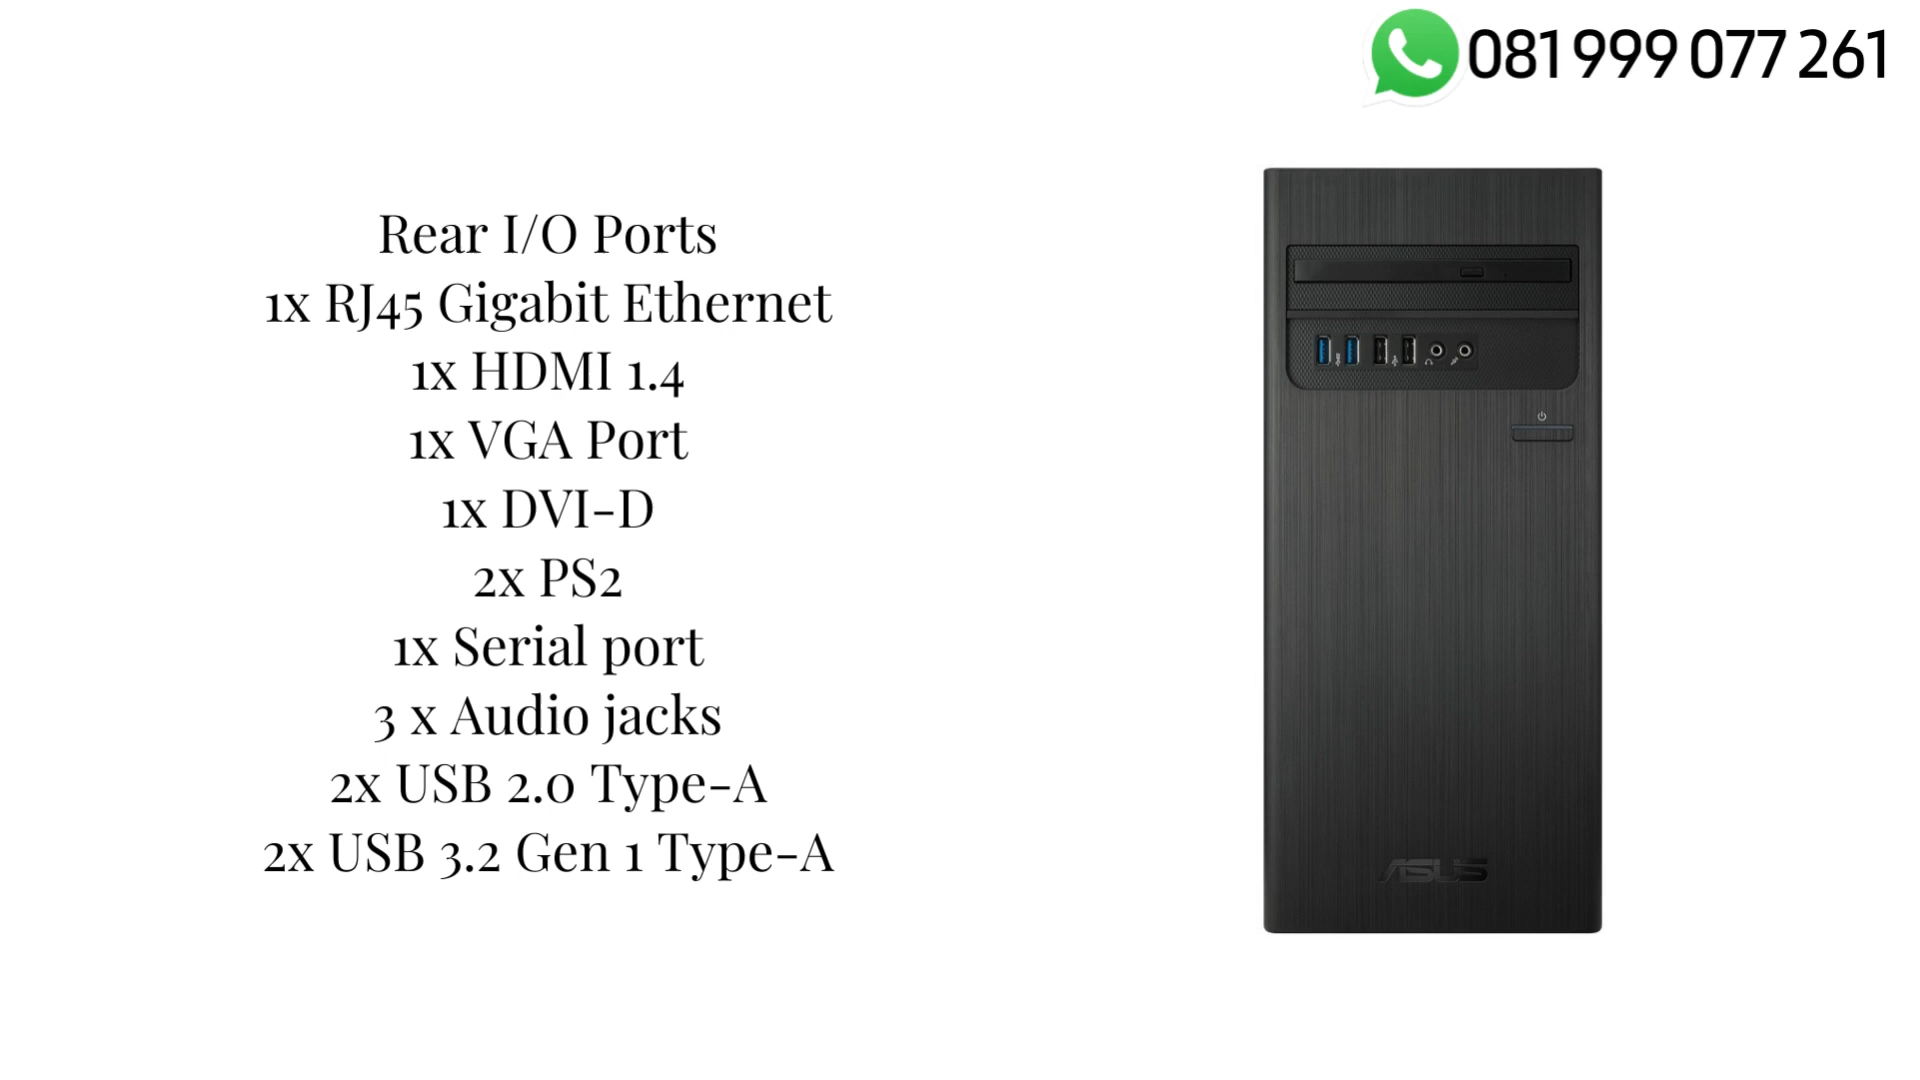 081 999 077 261
Rear I/O Ports
1x RJ45 Gigabit Ethernet
1x HDMI 1.4
1x VGA Port
1x DVI-D
2x PS2
1x Serial port
3 x Audio jacks
2x USB 2.0 Type-A
2x USB 3.2 Gen 1 Type-A
ASUS